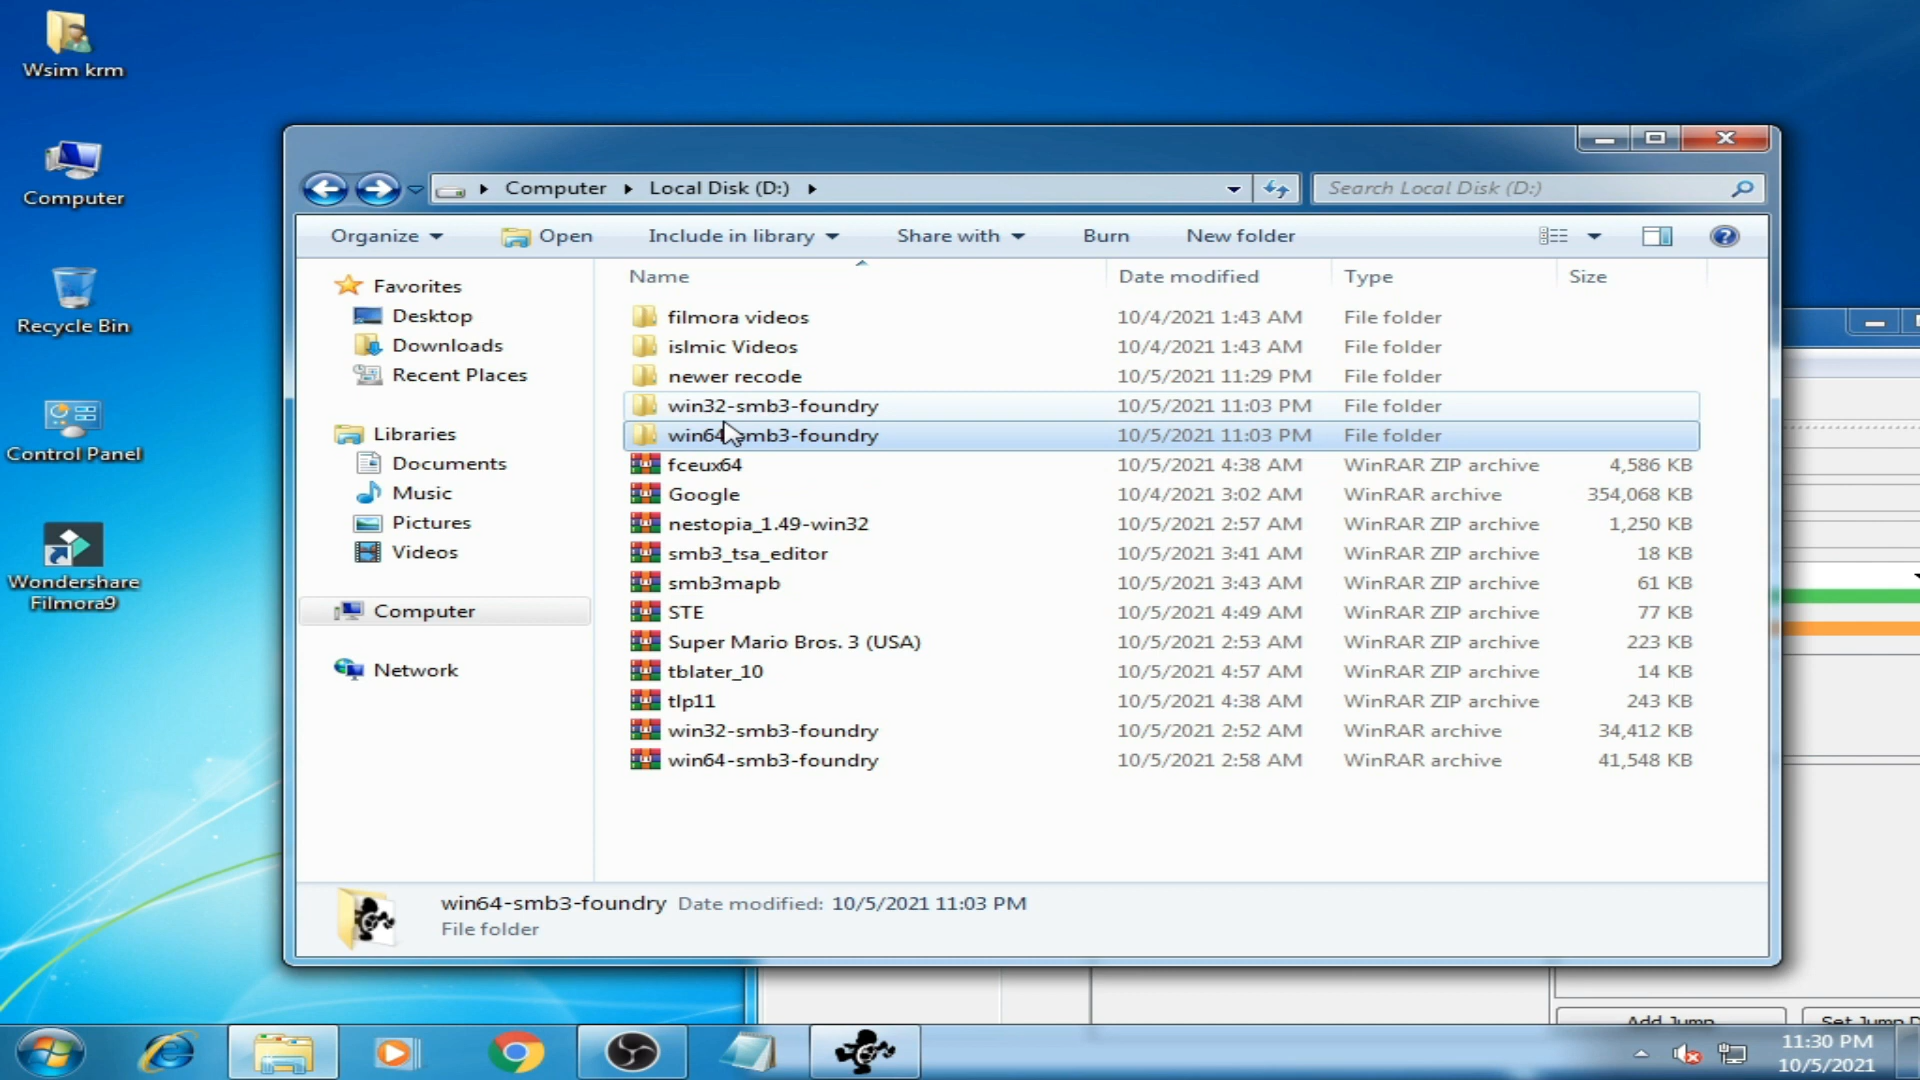 Wsim krm
Computer
Recycle Bin
Control Panel
Wondershare
Filmora9
Computer Local Disk (D:)
Search Local Disk (D:)
Organize Open Include in library Share with Burn New folder
Favorites
Desktop
Downloads
Recent Places
Libraries
Documents
Music
Pictures
Videos
Computer
Network
Name Date modified Type Size
filmora videos 10/4/2021 1:43 AM File folder
islmic Videos 10/4/2021 1:43 AM File folder
newer recode 10/5/2021 11:29 PM File folder
win32-smb3-foundry 10/5/2021 11:03 PM File folder
win64-smb3-foundry 10/5/2021 11:03 PM File folder
fceux64 10/5/2021 4:38 AM WinRAR ZIP archive 4,586 KB
Google 10/4/2021 3:02 AM WinRAR archive 354,068 KB
nestopia_1.49-win32 10/5/2021 2:57 AM WinRAR ZIP archive 1,250 KB
smb3_tsa_editor 10/5/2021 3:41 AM WinRAR ZIP archive 18 KB
smb3mapb 10/5/2021 3:43 AM WinRAR ZIP archive 61 KB
STE 10/5/2021 4:49 AM WinRAR ZIP archive 77 KB
Super Mario Bros. 3 (USA) 10/5/2021 2:53 AM WinRAR ZIP archive 223 KB
tblater_10 10/5/2021 4:57 AM WinRAR ZIP archive 14 KB
tlp11 10/5/2021 4:38 AM WinRAR ZIP archive 243 KB
win32-smb3-foundry 10/5/2021 2:52 AM WinRAR archive 34,412 KB
win64-smb3-foundry 10/5/2021 2:58 AM WinRAR archive 41,548 KB
win64-smb3-foundry Date modified: 10/5/2021 11:03 PM
File folder
Add Jump Set Jump D
11:30 PM
10/5/2021